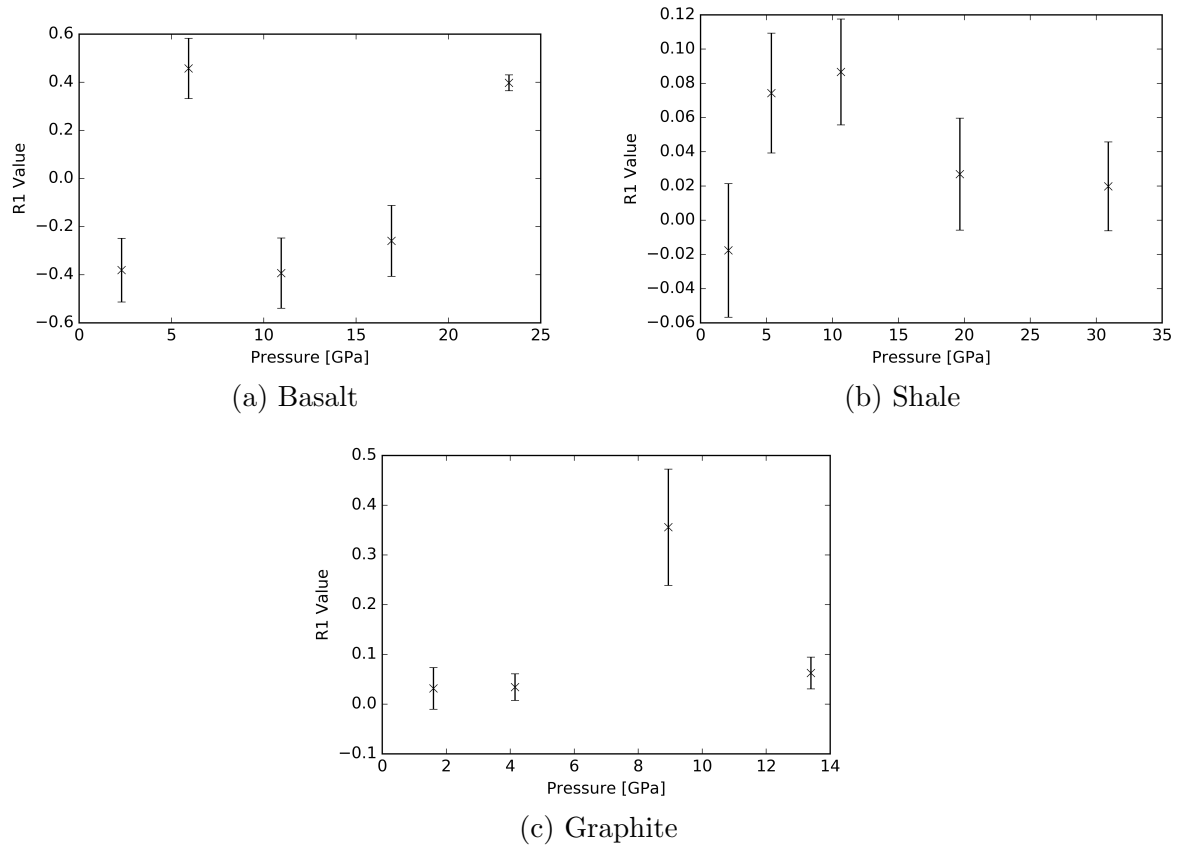 0.6
0.4
0.2
0.0
−0.2
−0.4
−0.6
R1 Value
0 5 10 15 20 25
Pressure [GPa]
(a) Basalt
0.12
0.10
0.08
0.06
0.04
0.02
0.00
−0.02
−0.04
−0.06
R1 Value
0 5 10 15 20 25 30 35
Pressure [GPa]
(b) Shale
0.5
0.4
0.3
0.2
0.1
0.0
−0.1
R1 Value
0 2 4 6 8 10 12 14
Pressure [GPa]
(c) Graphite